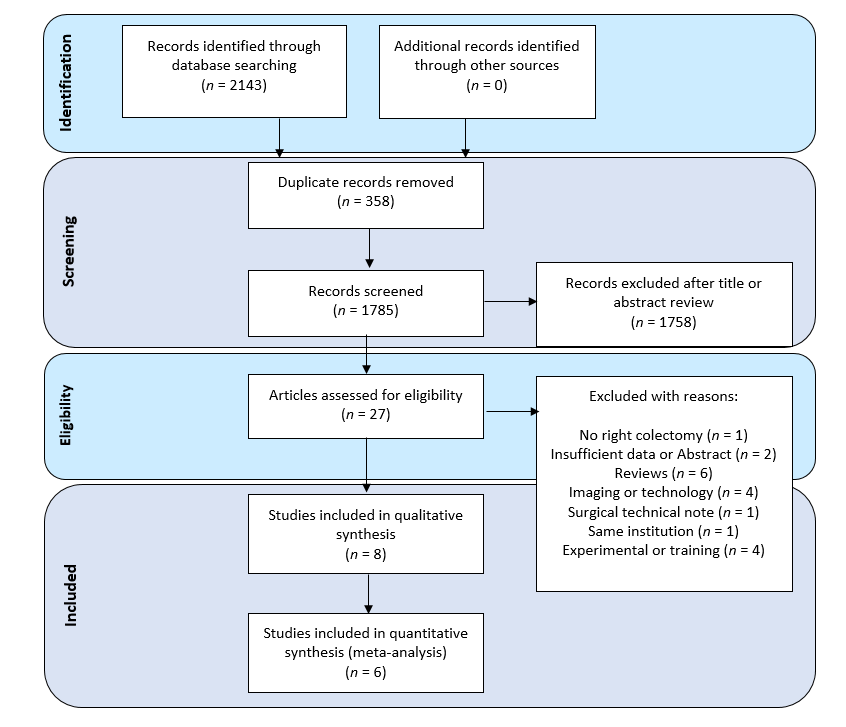 Identification
Records identified through
database searching
(n = 2143)
Additional records identified
through other sources
(n = 0)
Screening
Duplicate records removed
(n = 358)
Records screened
(n = 1785)
Records excluded after title or
abstract review
(n = 1758)
Eligibility
Articles assessed for eligibility
(n = 27)
Excluded with reasons:
No right colectomy (n = 1)
Insufficient data or Abstract (n = 2)
Reviews (n = 6)
Imaging or technology (n = 4)
Surgical technical note (n = 1)
Same institution (n = 1)
Experimental or training (n = 4)
Included
Studies included in qualitative
synthesis
(n = 8)
Studies included in quantitative
synthesis (meta-analysis)
(n = 6)